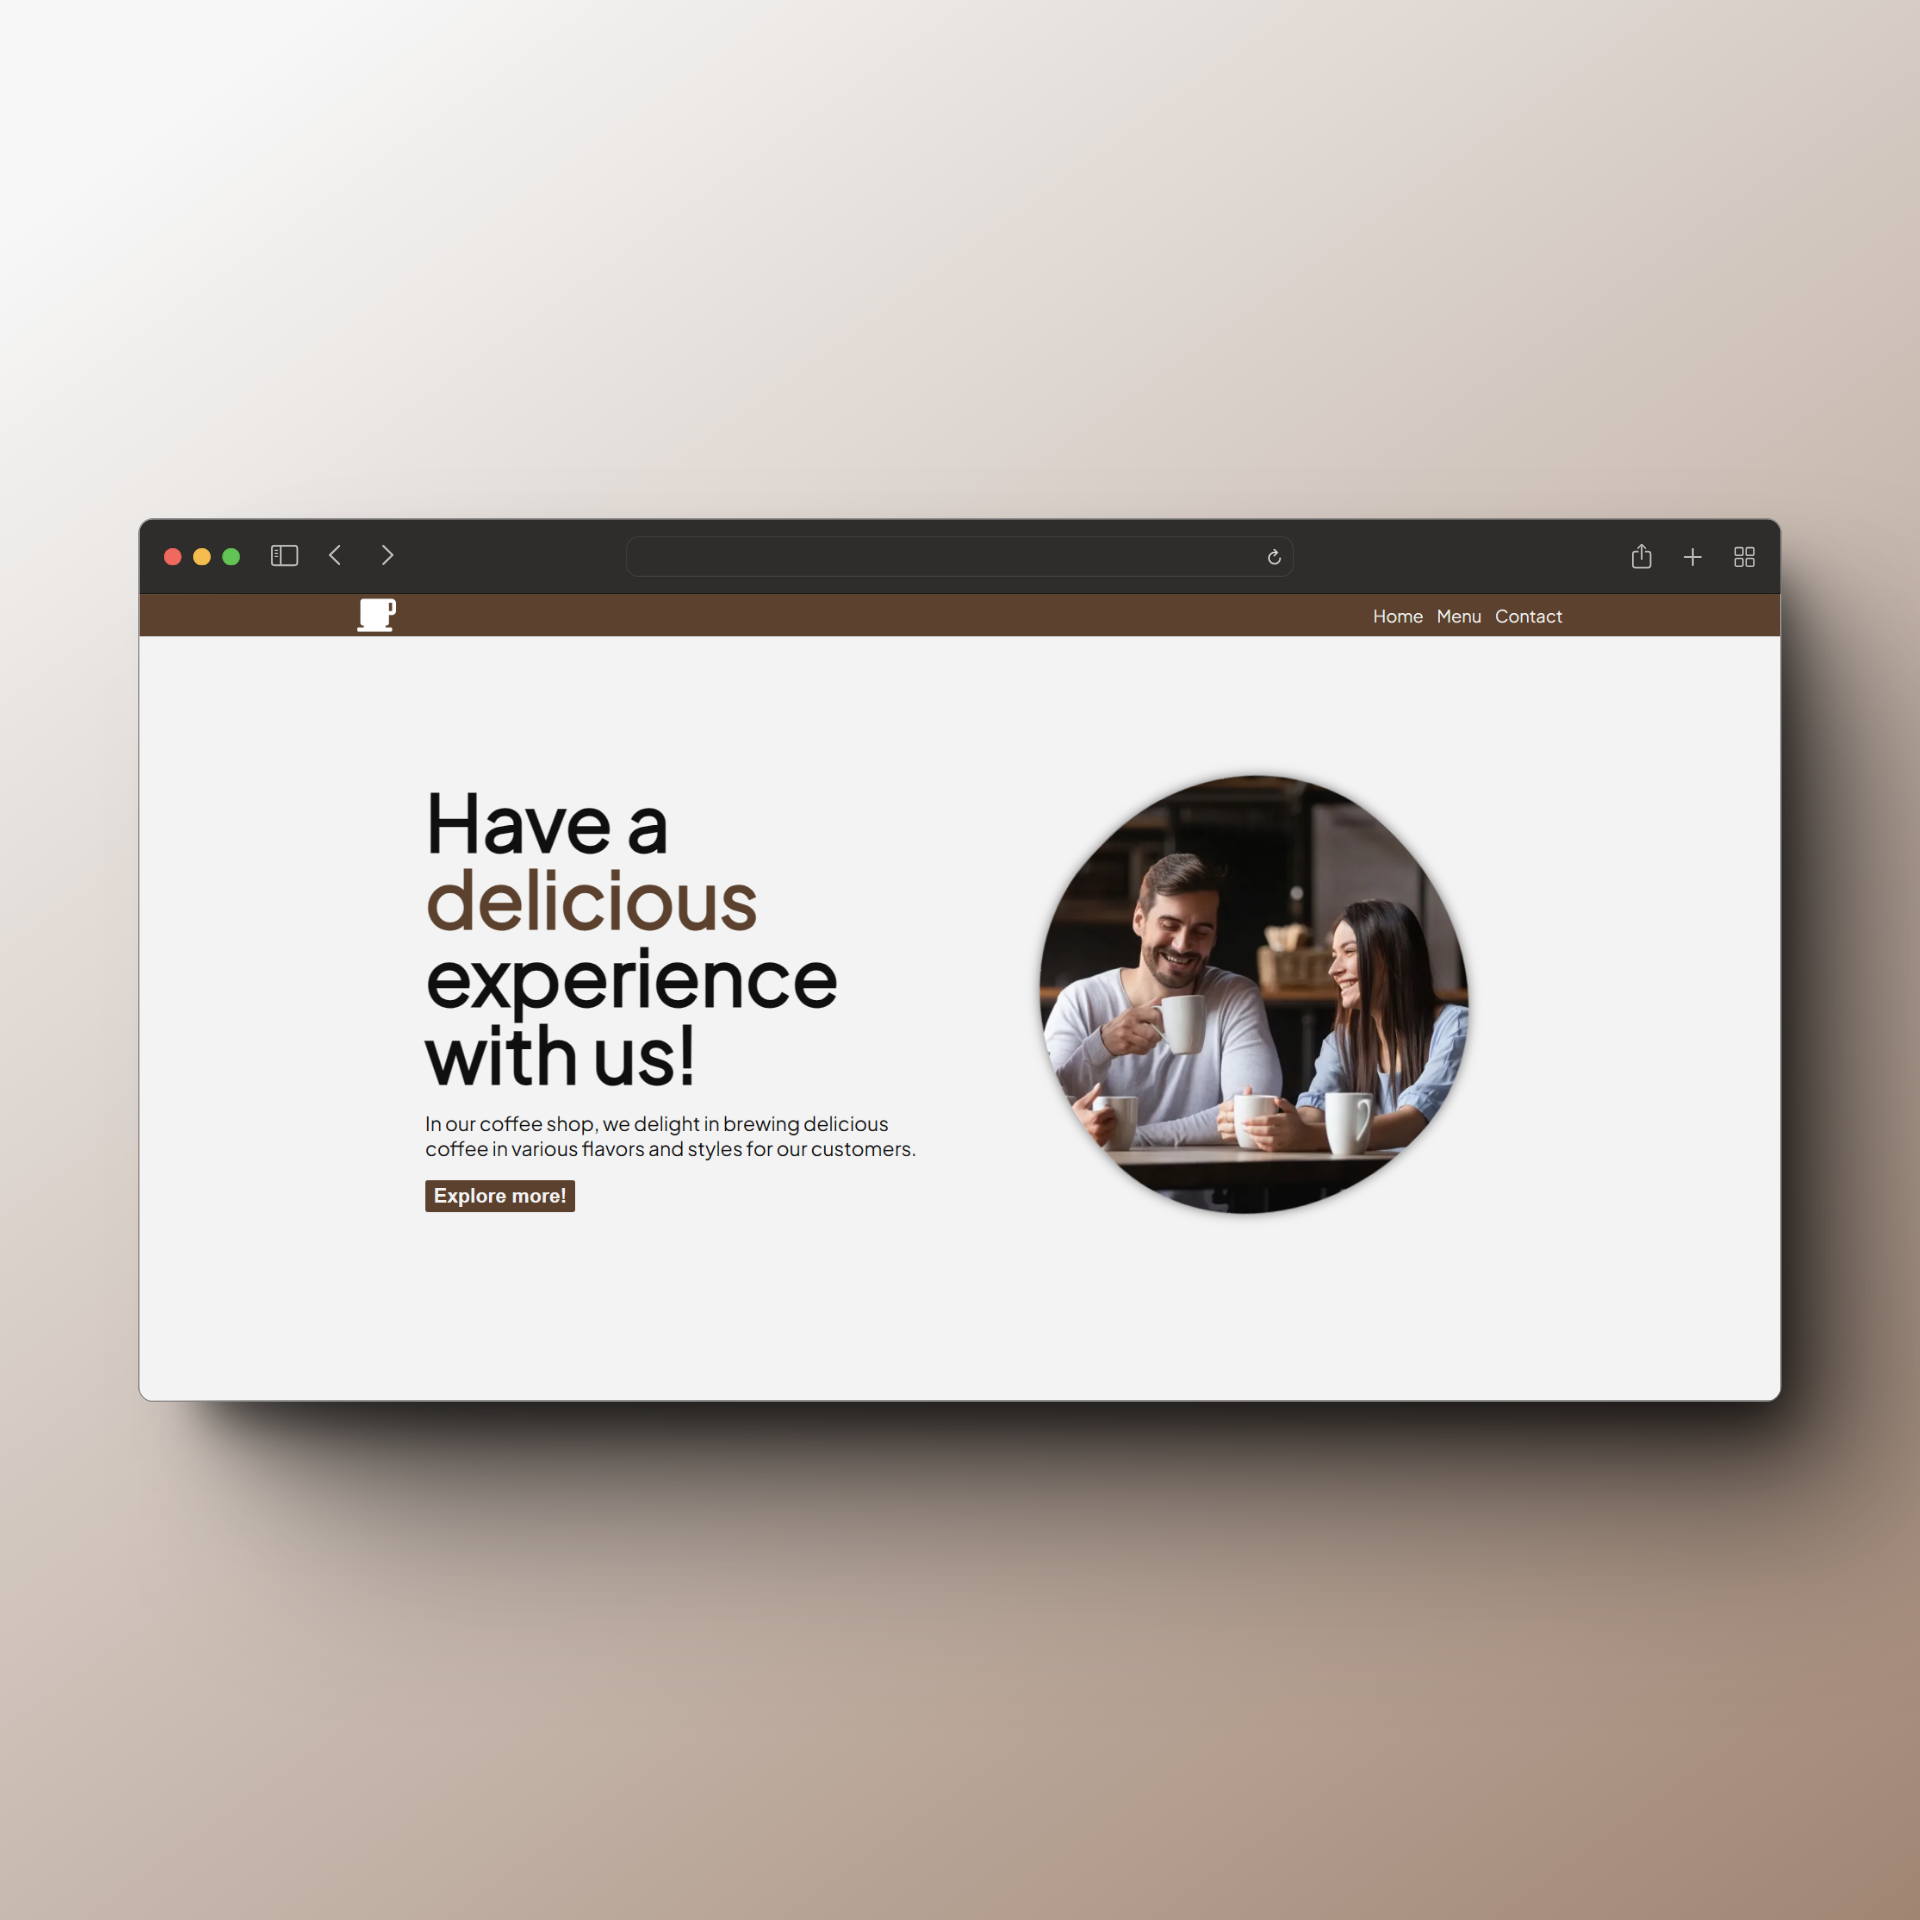 Home Menu Contact
Have a
delicious
experience
with us!
In our coffee shop, we delight in brewing delicious
coffee in various flavors and styles for our customers.
Explore more!